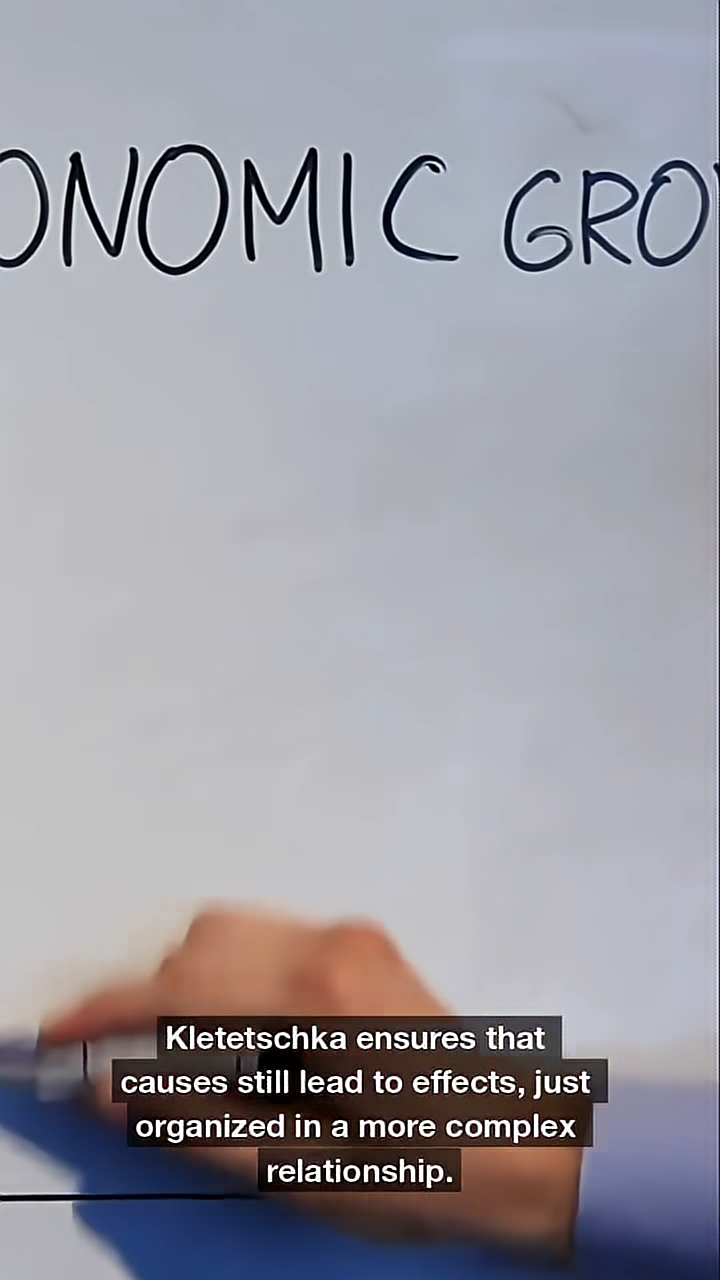 ONOMIC GRO
Kletetschka ensures that
causes still lead to effects, just
organized in a more complex
relationship.